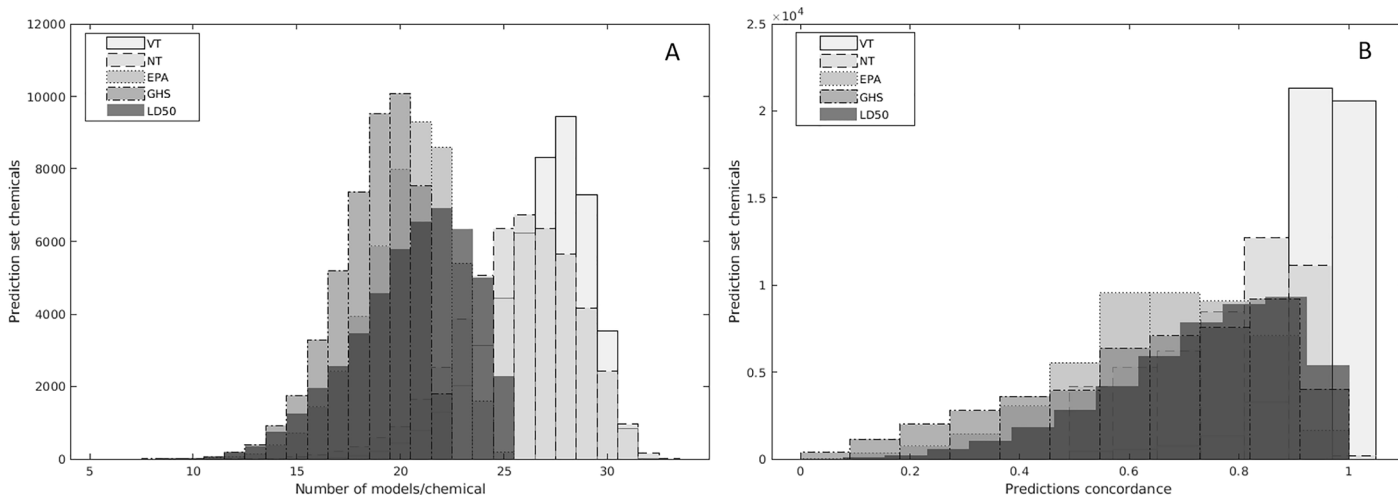 A
VT
NT
EPA
GHS
LD50
12000
10000
8000
6000
4000
2000
0
5
10
15
20
25
30
Prediction set chemicals
Number of models/chemical
B
×10⁴
VT
NT
EPA
GHS
LD50
2.5
2
1.5
1
0.5
0
0
0.2
0.4
0.6
0.8
1
Prediction set chemicals
Predictions concordance